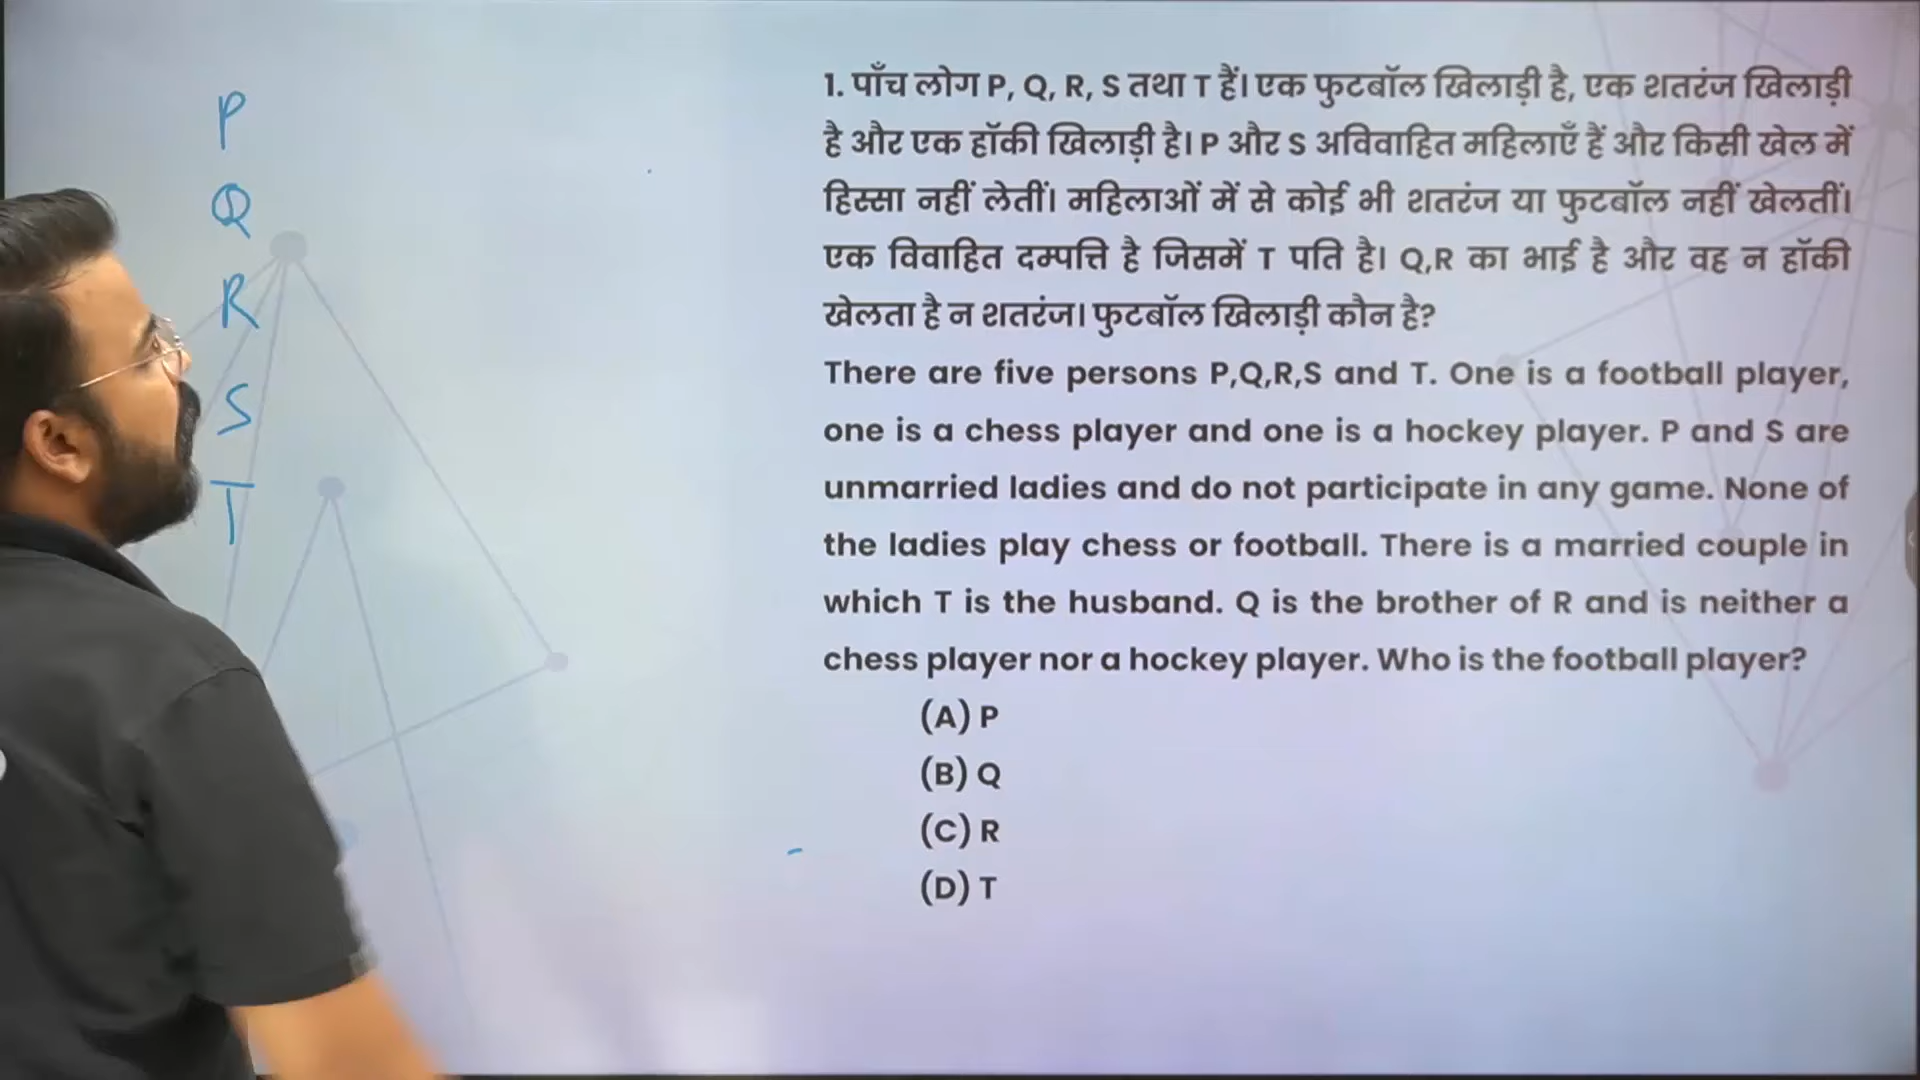 P
Q
R
S
T
1. पाँच लोग P, Q, R, S तथा T हैं। एक फुटबॉल खिलाड़ी है, एक शतरंज खिलाड़ी
है और एक हॉकी खिलाड़ी है। P और S अविवाहित महिलाएँ हैं और किसी खेल में
हिस्सा नहीं लेतीं। महिलाओं में से कोई भी शतरंज या फुटबॉल नहीं खेलतीं।
एक विवाहित दम्पत्ति है जिसमें T पति है। Q,R का भाई है और वह न हॉकी
खेलता है न शतरंज। फुटबॉल खिलाड़ी कौन है?
There are five persons P,Q,R,S and T. One is a football player,
one is a chess player and one is a hockey player. P and S are
unmarried ladies and do not participate in any game. None of
the ladies play chess or football. There is a married couple in
which T is the husband. Q is the brother of R and is neither a
chess player nor a hockey player. Who is the football player?
(A) P
(B) Q
(C) R
(D) T